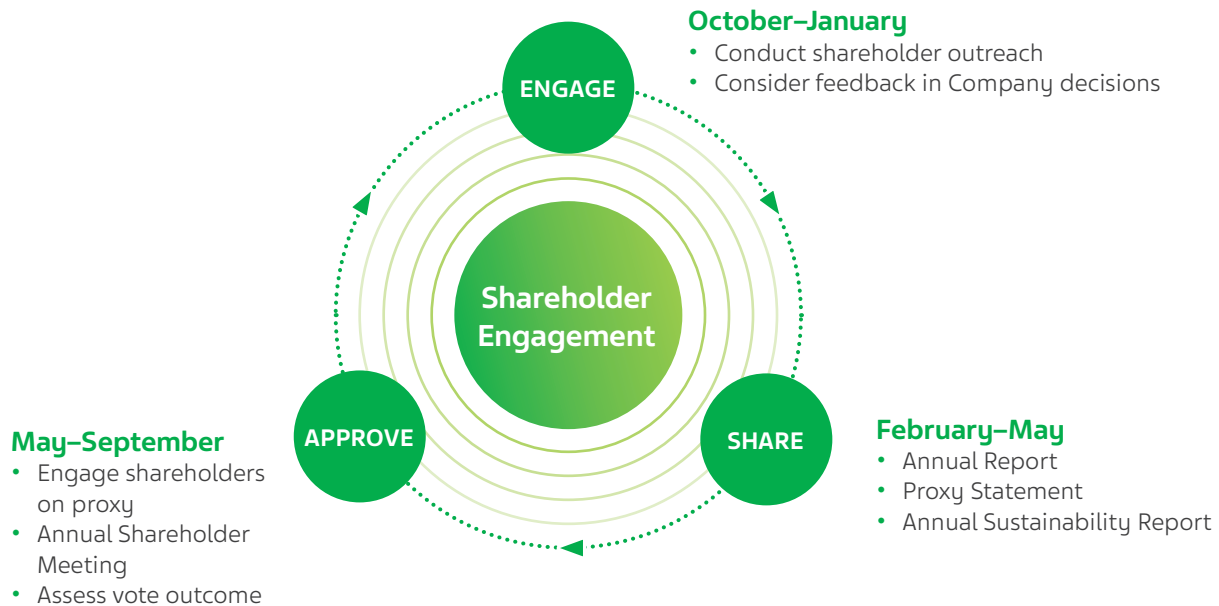 October–January
• Conduct shareholder outreach
• Consider feedback in Company decisions
ENGAGE
Shareholder
Engagement
SHARE
February–May
• Annual Report
• Proxy Statement
• Annual Sustainability Report
APPROVE
May–September
• Engage shareholders
on proxy
• Annual Shareholder
Meeting
• Assess vote outcome